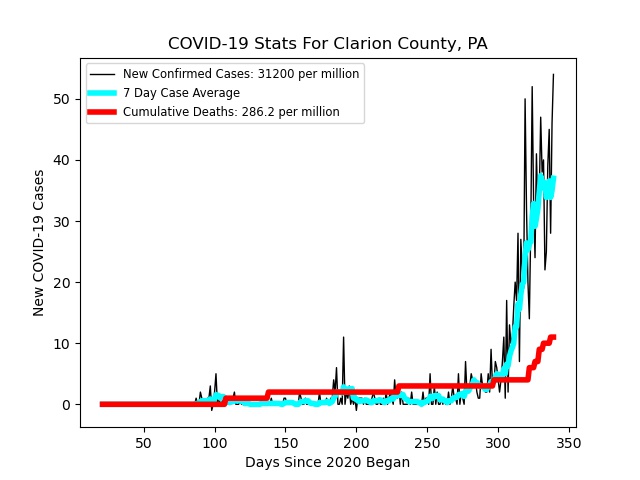 COVID-19 Stats For Clarion County, PA
New Confirmed Cases: 31200 per million
7 Day Case Average
Cumulative Deaths: 286.2 per million
New COVID-19 Cases
50
40
30
20
10
0
50 100 150 200 250 300 350
Days Since 2020 Began